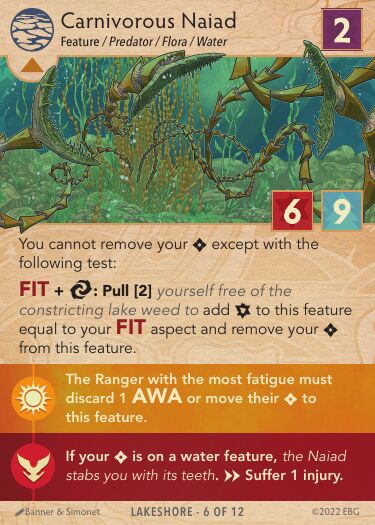 Carnivorous Naiad
Feature / Predator / Flora / Water
2
6 9
You cannot remove your except with the
following test:
FIT + : Pull [2] yourself free of the
constricting lake weed to add to this feature
equal to your FIT aspect and remove your
from this feature.
The Ranger with the most fatigue must
discard 1 AWA or move their to
this feature.
If your is on a water feature, the Naiad
stabs you with its teeth. Suffer 1 injury.
Banner & Simonet LAKESHORE - 6 OF 12 ©2022 EBG